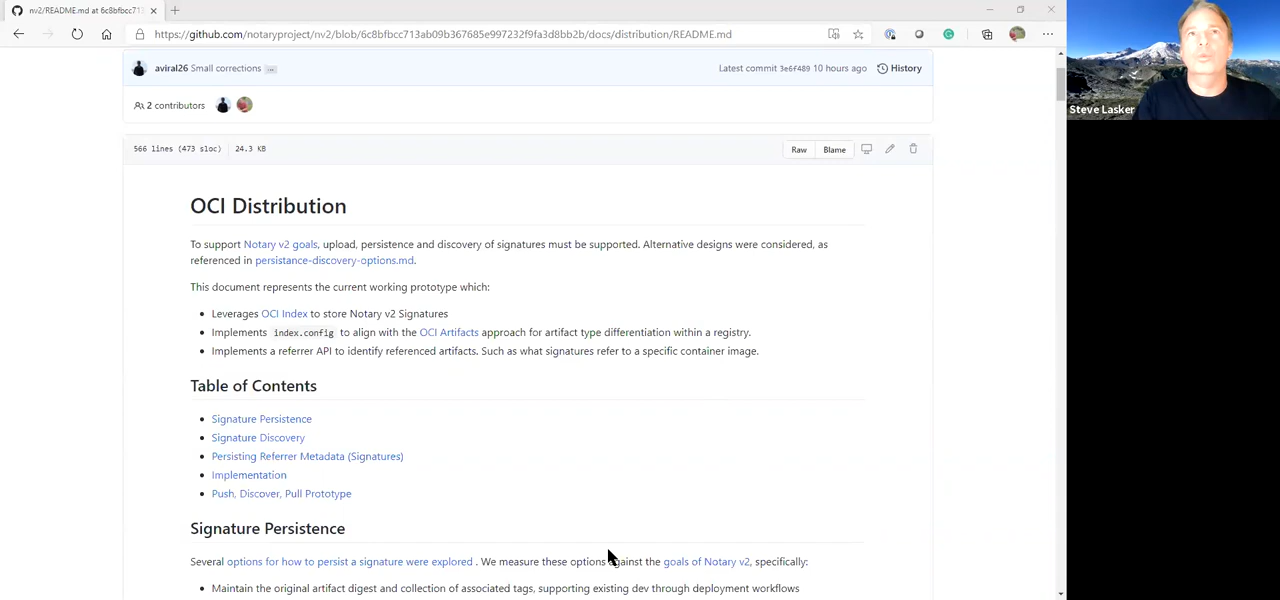 nv2/README.md at 6c8bfbcc713
https://github.com/notaryproject/nv2/blob/6c8bfbcc713ab09b367685e997232f9fa3d8bb2b/docs/distribution/README.md
Steve Lasker
aviral26 Small corrections ...
Latest commit 3e6f489 10 hours ago History
2 contributors
566 lines (473 sloc) 24.3 KB
Raw Blame
OCI Distribution
To support Notary v2 goals, upload, persistence and discovery of signatures must be supported. Alternative designs were considered, as
referenced in persistance-discovery-options.md.
This document represents the current working prototype which:
• Leverages OCI Index to store Notary v2 Signatures
• Implements index.config to align with the OCI Artifacts approach for artifact type differentiation within a registry.
• Implements a referrer API to identify referenced artifacts. Such as what signatures refer to a specific container image.
Table of Contents
• Signature Persistence
• Signature Discovery
• Persisting Referrer Metadata (Signatures)
• Implementation
• Push, Discover, Pull Prototype
Signature Persistence
Several options for how to persist a signature were explored . We measure these options against the goals of Notary v2, specifically:
• Maintain the original artifact digest and collection of associated tags, supporting existing dev through deployment workflows